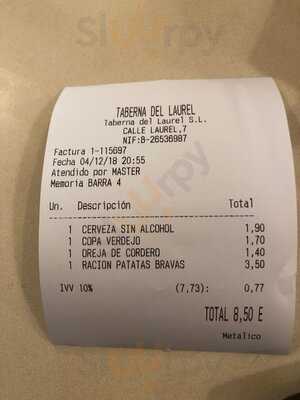 TABERNA DEL LAUREL
Taberna del Laurel S.L.
CALLE LAUREL,7
NIF:B-26536987
Factura 1-115697
Fecha 04/12/18 20:55
Atendido por MASTER
Memoria BARRA 4
Un. Descripción Total
1 CERVEZA SIN ALCOHOL 1,90
1 COPA VERDEJO 1,70
1 OREJA DE CORDERO 1,40
1 RACION PATATAS BRAVAS 3,50
IVV 10% (7,73): 0,77
TOTAL 8,50 E
Metalico